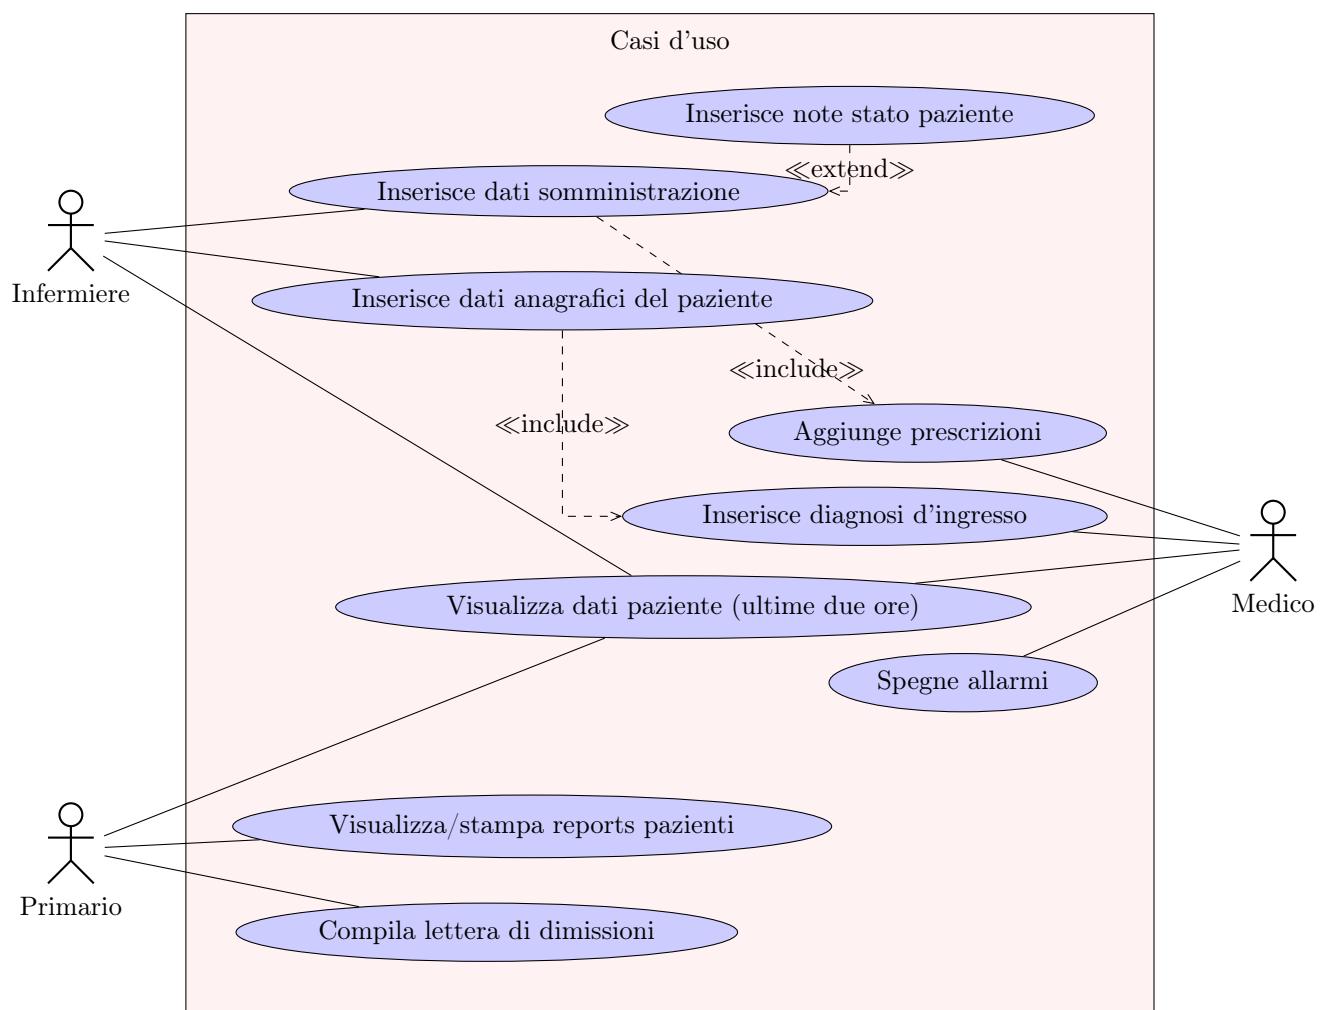 Casi d'uso
Inserisce note stato paziente
≪extend≫
Inserisce dati somministrazione
Infermiere
Inserisce dati anagrafici del paziente
≪include≫
≪include≫
Aggiunge prescrizioni
Inserisce diagnosi d'ingresso
Medico
Visualizza dati paziente (ultime due ore)
Spegne allarmi
Visualizza/stampa reports pazienti
Primario
Compila lettera di dimissioni